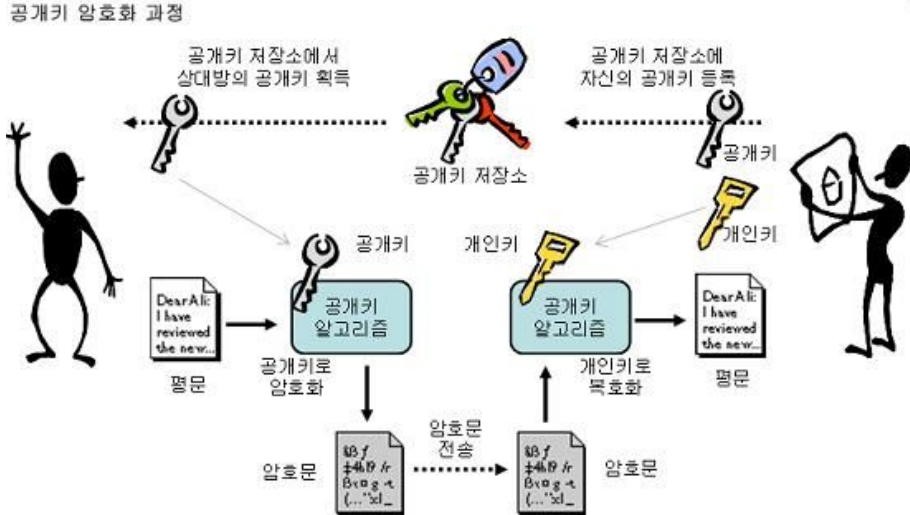 공개키 암호화 과정
공개키 저장소에서
상대방의 공개키 획득
공개키 저장소에
자신의 공개키 등록
공개키 저장소
공개키
개인키
공개키
개인키
Dear Ali:
I have
reviewed
the new...
평문
공개키
알고리즘
공개키로
암호화
공개키
알고리즘
개인키로
복호화
Dear Ali:
I have
reviewed
the new...
평문
암호문
암호문
전송
암호문